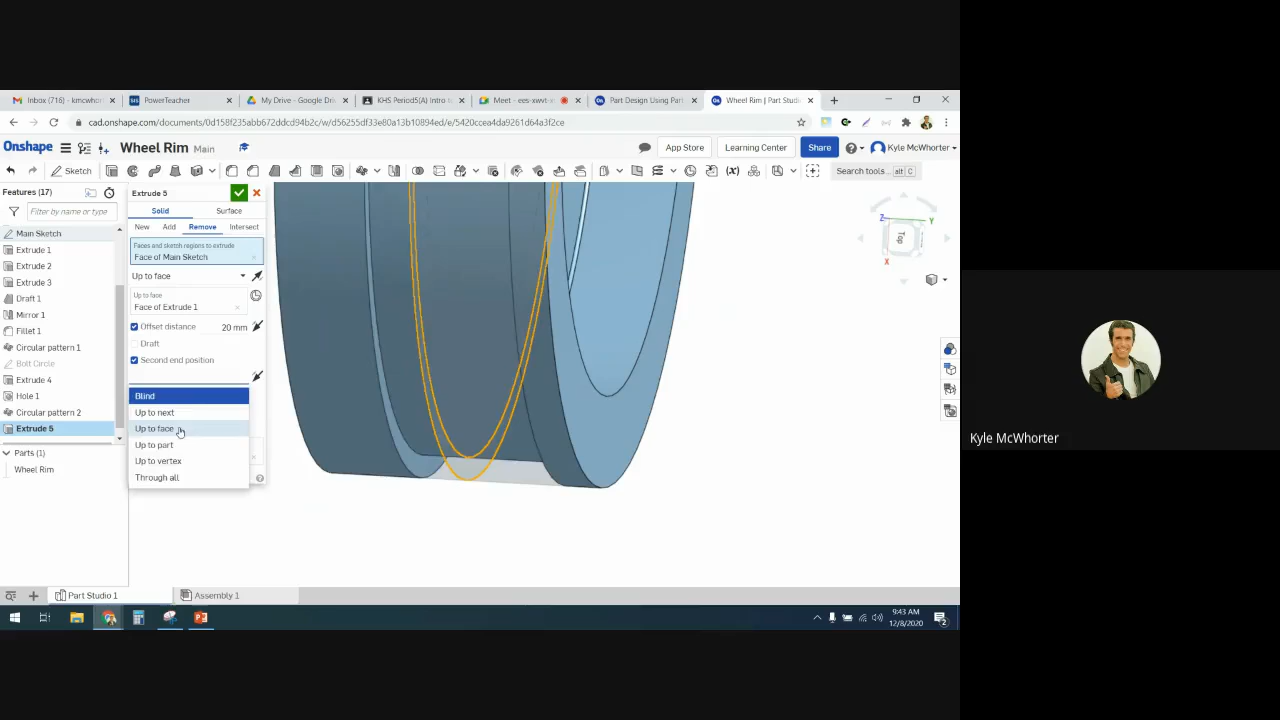 Inbox (716) - kmcwhor
PowerTeacher
My Drive - Google Dri
KHS Period5(A) Intro to
Meet - ees-xwvt-x
Part Design Using Part
Wheel Rim | Part Studio
cad.onshape.com/documents/0d158f235abb672ddcd94b2c/w/d56255df33e80a13b10894ed/e/5420ccea4da9261d64a3f2ce
Onshape
Wheel Rim Main
App Store
Learning Center
Share
Kyle McWhorter
Sketch
Search tools...
alt C
Features (17)
Filter by name or type
Main Sketch
Extrude 1
Extrude 2
Extrude 3
Draft 1
Mirror 1
Fillet 1
Circular pattern 1
Bolt Circle
Extrude 4
Hole 1
Circular pattern 2
Extrude 5
Parts (1)
Wheel Rim
Extrude 5
Solid Surface
New Add Remove Intersect
Faces and sketch regions to extrude
Face of Main Sketch
Up to face
Up to face
Face of Extrude 1
Offset distance 20 mm
Draft
Second end position
Blind
Up to next
Up to face
Up to part
Up to vertex
Through all
Z
Y
Top
X
Part Studio 1
Assembly 1
9:43 AM
12/8/2020
2
Kyle McWhorter